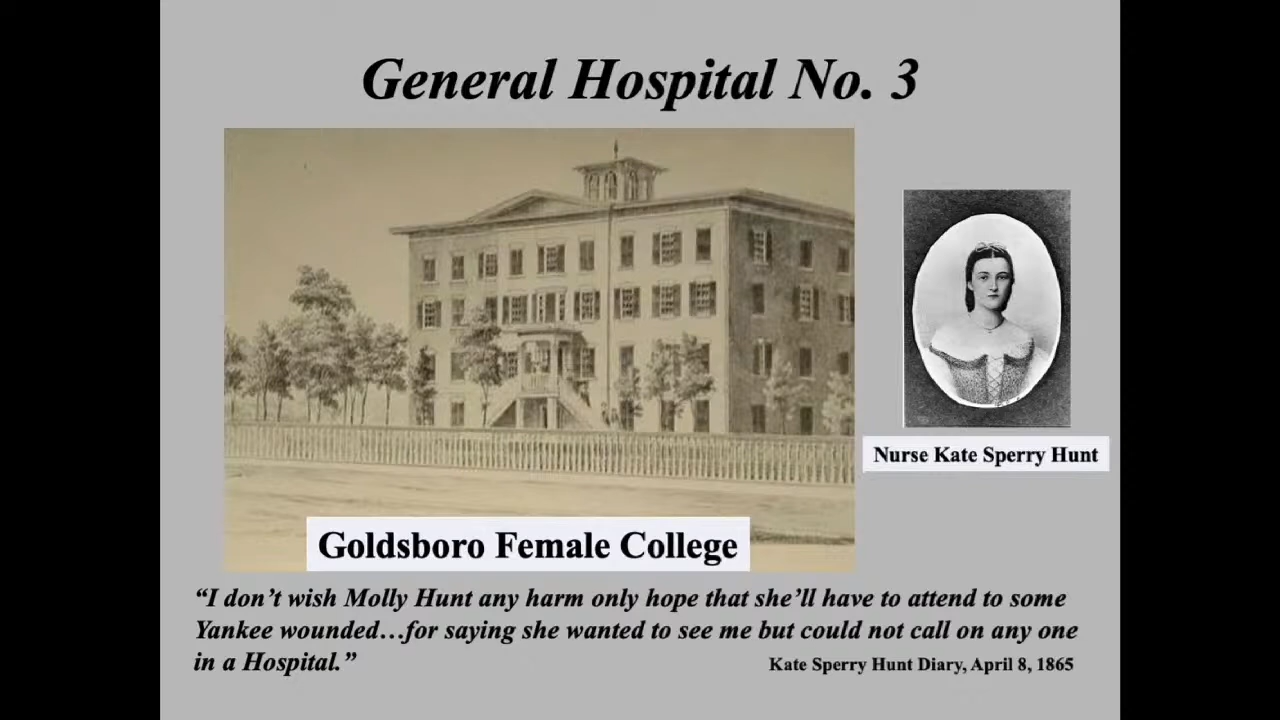 General Hospital No. 3
Nurse Kate Sperry Hunt
Goldsboro Female College
“I don’t wish Molly Hunt any harm only hope that she’ll have to attend to some
Yankee wounded…for saying she wanted to see me but could not call on any one
in a Hospital.”
Kate Sperry Hunt Diary, April 8, 1865